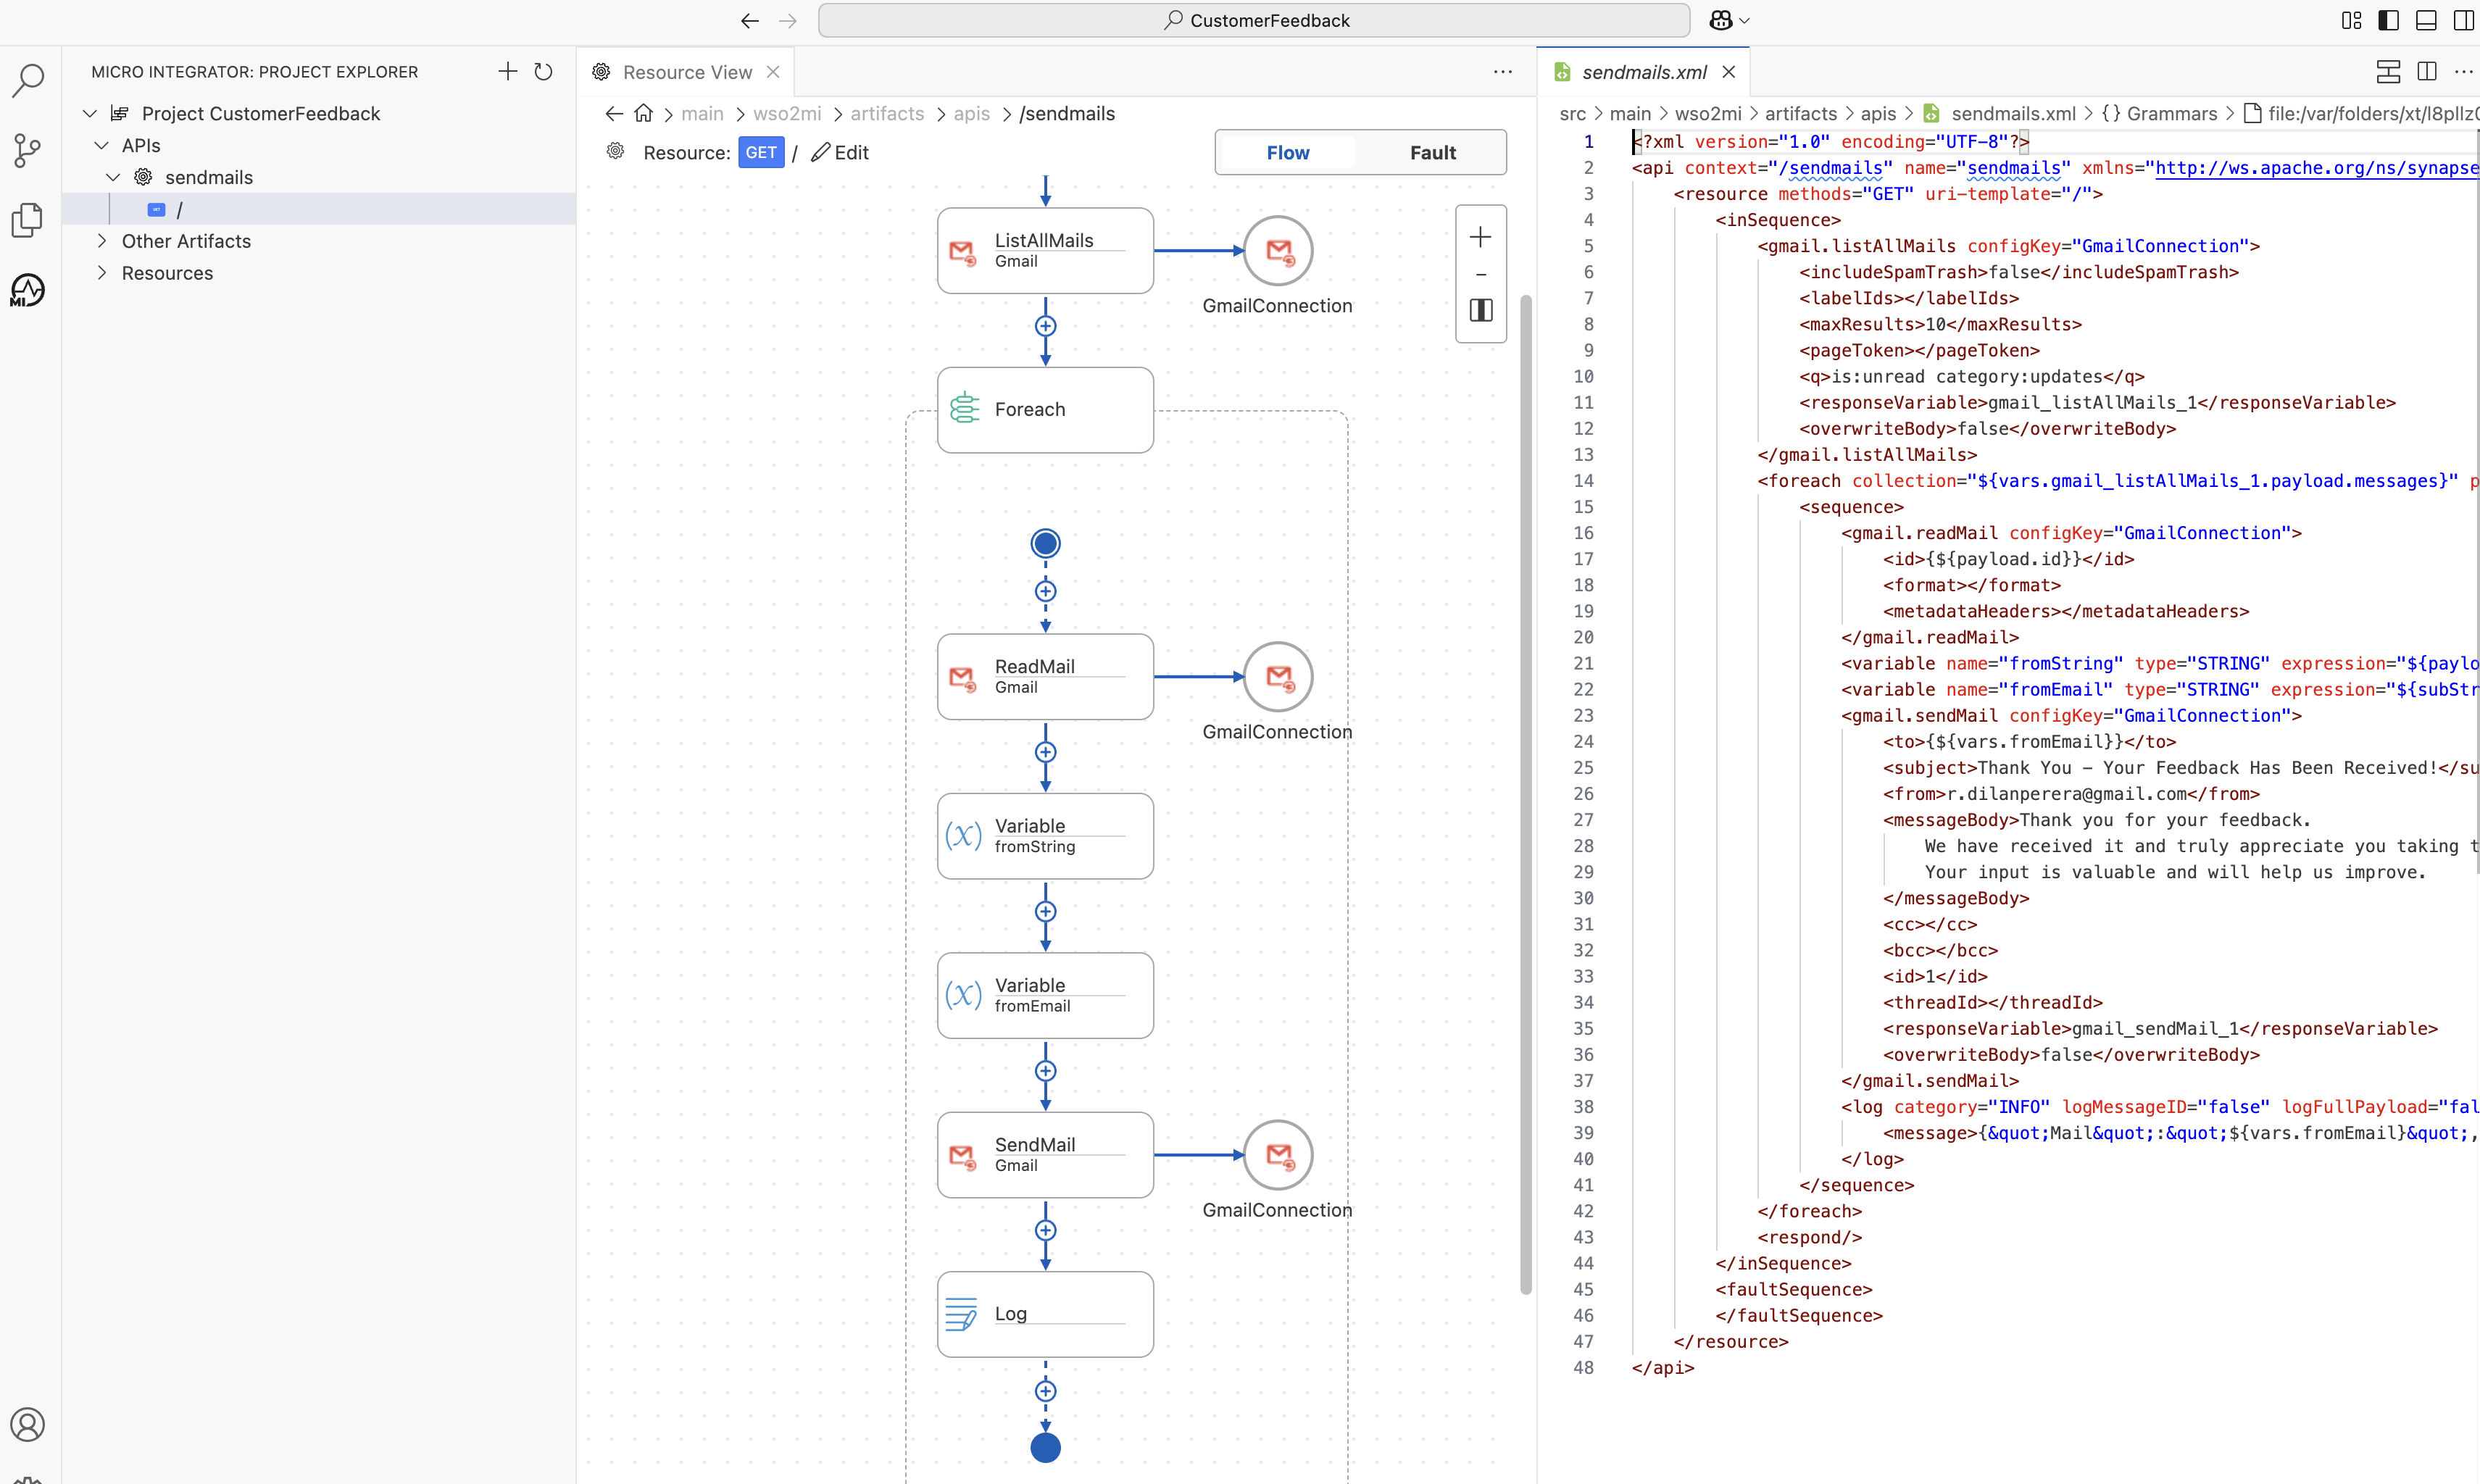 CustomerFeedback
MICRO INTEGRATOR: PROJECT EXPLORER
Project CustomerFeedback
APIs
sendmails
GET /
Other Artifacts
Resources
MI
Resource View
main > wso2mi > artifacts > apis > /sendmails
Resource: GET / Edit
Flow Fault
ListAllMails
Gmail
GmailConnection
Foreach
ReadMail
Gmail
GmailConnection
(X) Variable
fromString
(X) Variable
fromEmail
SendMail
Gmail
GmailConnection
Log
sendmails.xml
src > main > wso2mi > artifacts > apis > sendmails.xml > {} Grammars > file:/var/folders/xt/l8pllz
1 <?xml version="1.0" encoding="UTF-8"?>
2 <api context="/sendmails" name="sendmails" xmlns="http://ws.apache.org/ns/synapse
3 <resource methods="GET" uri-template="/">
4 <inSequence>
5 <gmail.listAllMails configKey="GmailConnection">
6 <includeSpamTrash>false</includeSpamTrash>
7 <labelIds></labelIds>
8 <maxResults>10</maxResults>
9 <pageToken></pageToken>
10 <q>is:unread category:updates</q>
11 <responseVariable>gmail_listAllMails_1</responseVariable>
12 <overwriteBody>false</overwriteBody>
13 </gmail.listAllMails>
14 <foreach collection="${vars.gmail_listAllMails_1.payload.messages}" p
15 <sequence>
16 <gmail.readMail configKey="GmailConnection">
17 <id>{${payload.id}}</id>
18 <format></format>
19 <metadataHeaders></metadataHeaders>
20 </gmail.readMail>
21 <variable name="fromString" type="STRING" expression="${paylo
22 <variable name="fromEmail" type="STRING" expression="${subStr
23 <gmail.sendMail configKey="GmailConnection">
24 <to>{${vars.fromEmail}}</to>
25 <subject>Thank You – Your Feedback Has Been Received!</su
26 <from>r.dilanperera@gmail.com</from>
27 <messageBody>Thank you for your feedback.
28 We have received it and truly appreciate you taking t
29 Your input is valuable and will help us improve.
30 </messageBody>
31 <cc></cc>
32 <bcc></bcc>
33 <id>1</id>
34 <threadId></threadId>
35 <responseVariable>gmail_sendMail_1</responseVariable>
36 <overwriteBody>false</overwriteBody>
37 </gmail.sendMail>
38 <log category="INFO" logMessageID="false" logFullPayload="fal
39 <message>{&quot;Mail&quot;:&quot;${vars.fromEmail}&quot;,
40 </log>
41 </sequence>
42 </foreach>
43 <respond/>
44 </inSequence>
45 <faultSequence>
46 </faultSequence>
47 </resource>
48 </api>